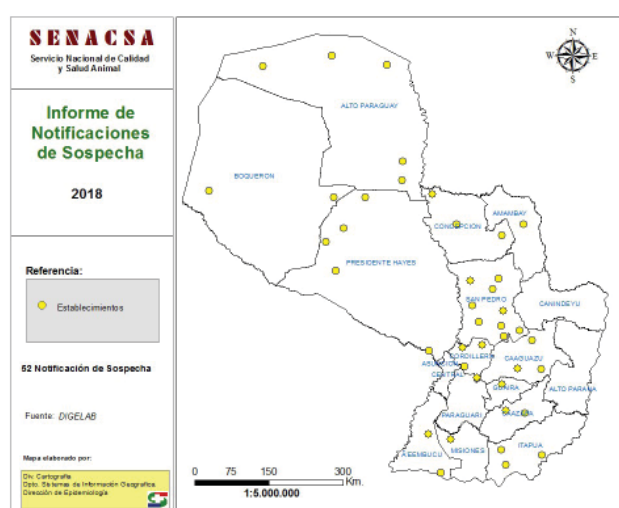 SENACSA
Servicio Nacional de Calidad
y Salud Animal
Informe de
Notificaciones
de Sospecha
2018
Referencia:
Establecimientos
52 Notificación de Sospecha
Fuente: DIGELAB
Mapa elaborado por:
Div. Cartografía
Dpto. Sistemas de Información Geografica
Dirección de Epidemiología
N
W
E
S
ALTO PARAGUAY
BOQUERON
CONCEPCION
AMAMBAY
PRESIDENTE HAYES
SAN PEDRO
CANINDEYU
CORDILLERA
ASUNCION
CENTRAL
CAAGUAZU
GUAIRA
ALTO PARANA
PARAGUARI
CAAZAPA
ÑEEMBUCU
MISIONES
ITAPUA
0 75 150 300
Km.
1:5.000.000